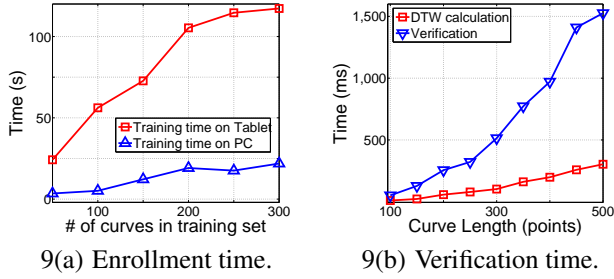 Time (s)
100
50
0
Training time on Tablet
Training time on PC
100
200
300
# of curves in training set
9(a) Enrollment time.
Time (ms)
1,500
1,000
500
DTW calculation
Verification
100
300
500
Curve Length (points)
9(b) Verification time.